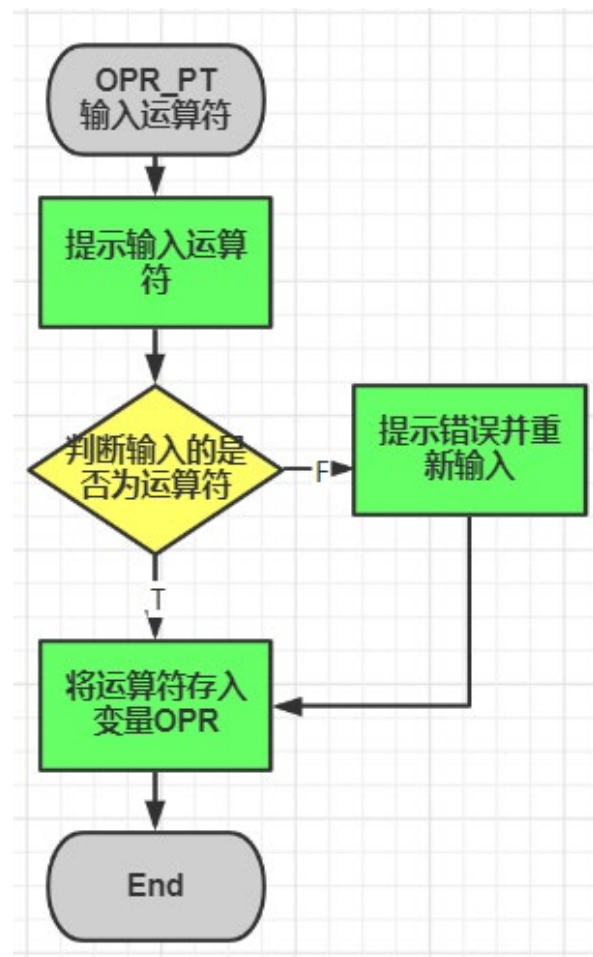 OPR_PT
输入运算符
提示输入运算
符
判断输入的是
否为运算符
F
提示错误并重
新输入
T
将运算符存入
变量OPR
End